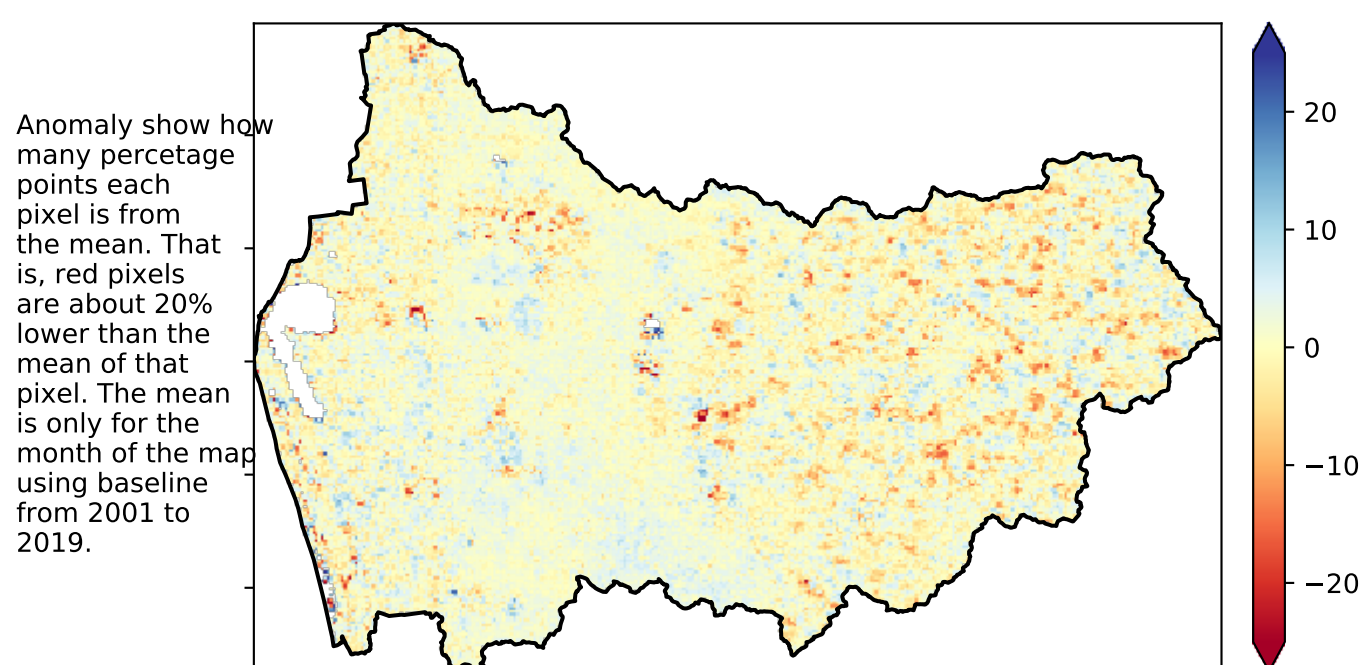 Anomaly show how
many percetage
points each
pixel is from
the mean. That
is, red pixels
are about 20%
lower than the
mean of that
pixel. The mean
is only for the
month of the map
using baseline
from 2001 to
2019.
20
10
0
−10
−20